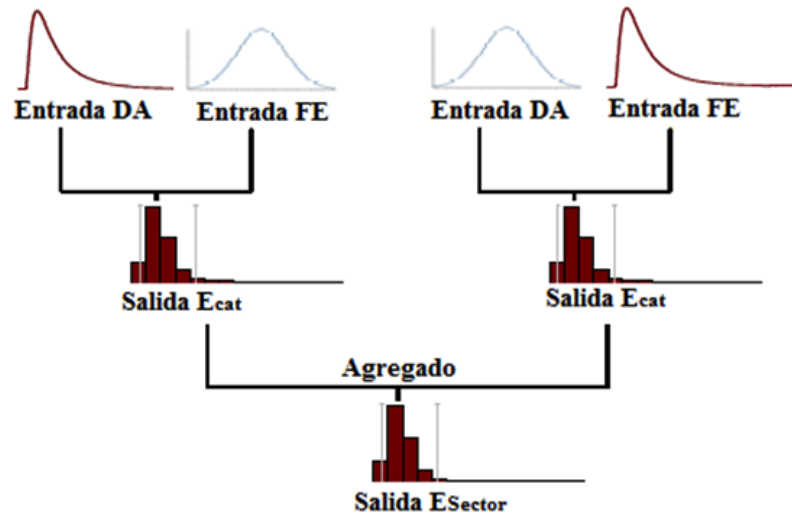 Entrada DA
Entrada FE
Entrada DA
Entrada FE
Salida Ecat
Salida Ecat
Agregado
Salida ESector